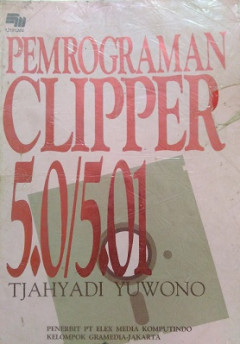 PEMROGRAMAN
CLIPPER
5.0/5.01
TJAHYADI YUWONO
PENERBIT PT ELEX MEDIA KOMPUTINDO
KELOMPOK GRAMEDIA-JAKARTA